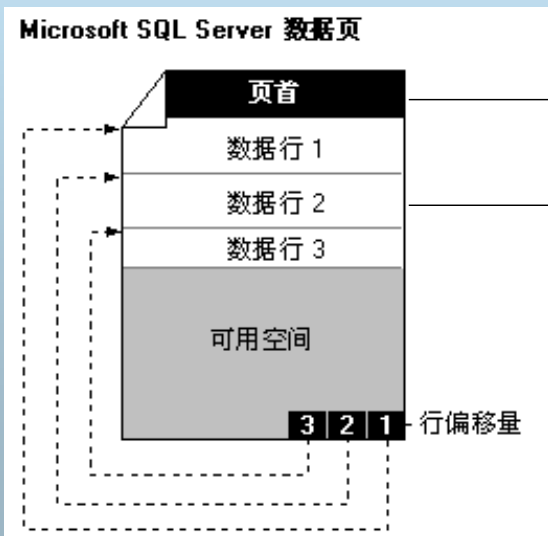 Microsoft SQL Server 数据页
页首
数据行 1
数据行 2
数据行 3
可用空间
3 2 1 行偏移量